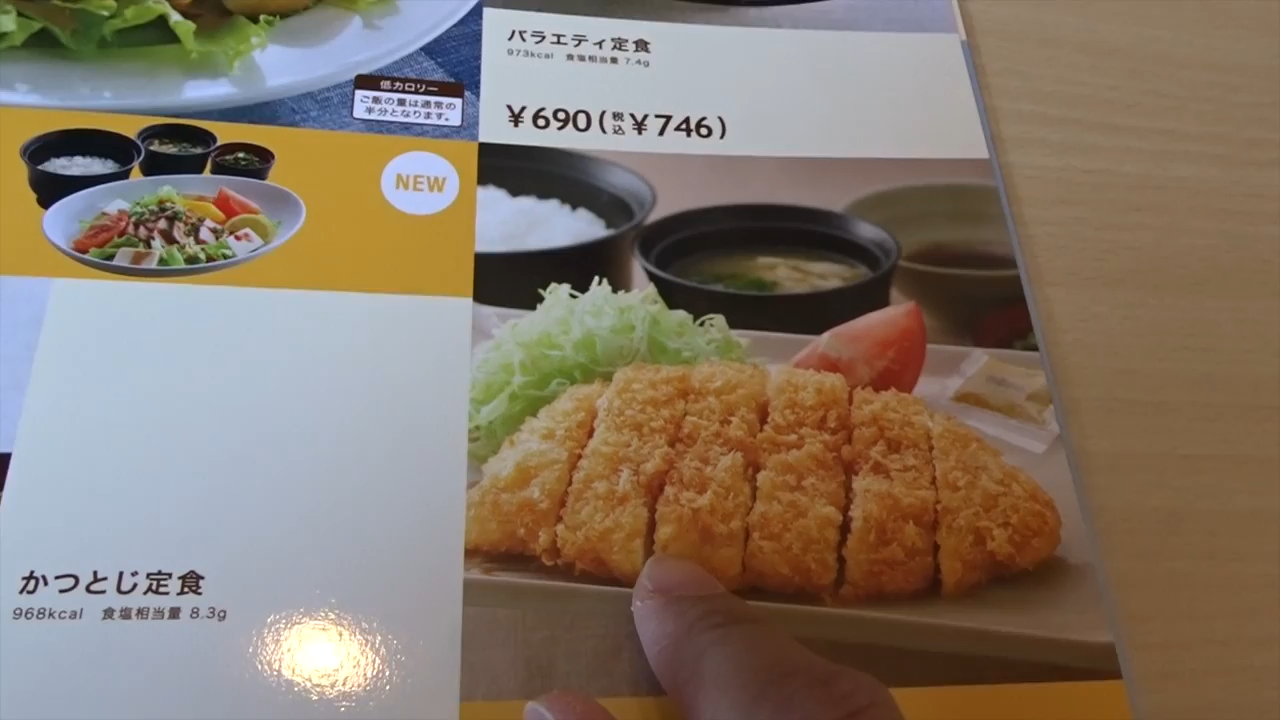 低カロリー
ご飯の量は通常の
半分となります。
NEW
かつとじ定食
968kcal 食塩相当量 8.3g
バラエティ定食
973kcal 食塩相当量 7.4g
¥690(税込¥746)